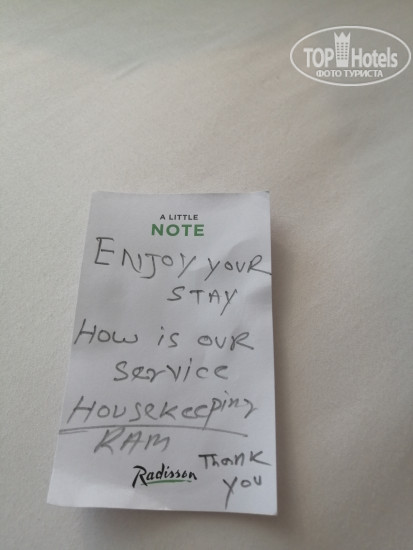 TOP Hotels
ФОТО ТУРИСТА
A LITTLE
NOTE
ENJOY YOUR
STAY
HOW is OUR
Service
Housekeeping
RAM
Radisson
Thank
you